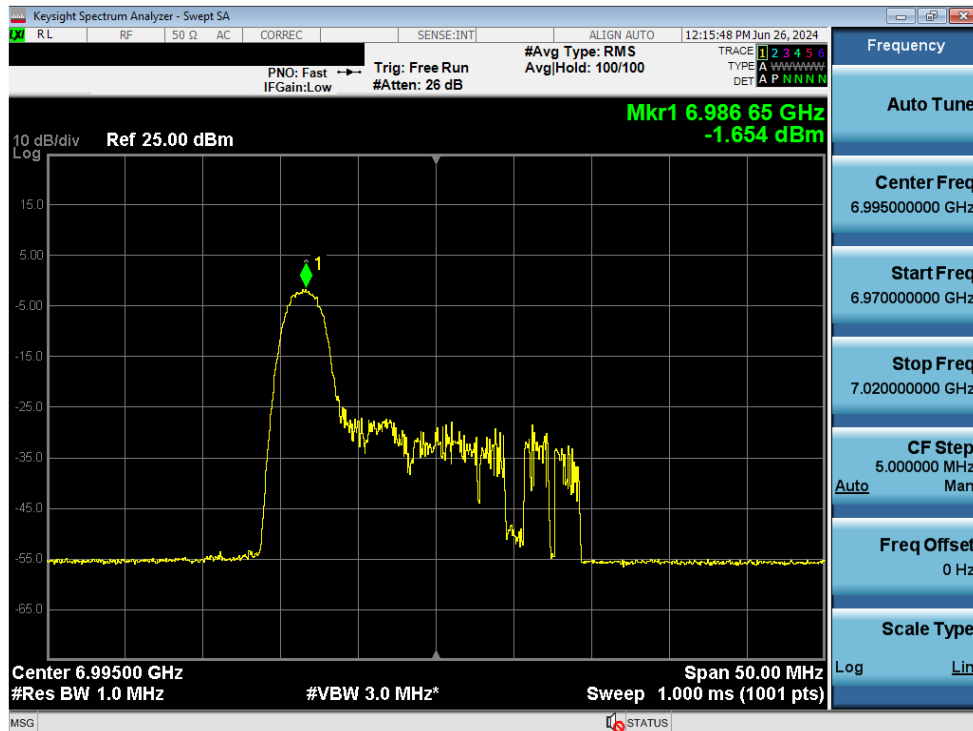 Keysight Spectrum Analyzer - Swept SA
LXI RL RF 50 Ω AC CORREC SENSE:INT ALIGN AUTO 12:15:48 PM Jun 26, 2024
PNO: Fast
IFGain:Low
Trig: Free Run
#Atten: 26 dB
#Avg Type: RMS
Avg|Hold: 100/100
TRACE 1 2 3 4 5 6
TYPE A WWWWW
DET A P N N N N
Mkr1 6.986 65 GHz
-1.654 dBm
10 dB/div Ref 25.00 dBm
Log
15.0
5.00
-5.00
-15.0
-25.0
-35.0
-45.0
-55.0
-65.0
1
Center 6.99500 GHz Span 50.00 MHz
#Res BW 1.0 MHz #VBW 3.0 MHz* Sweep 1.000 ms (1001 pts)
MSG STATUS
Frequency
Auto Tune
Center Freq
6.995000000 GHz
Start Freq
6.970000000 GHz
Stop Freq
7.020000000 GHz
CF Step
5.000000 MHz
Auto Man
Freq Offset
0 Hz
Scale Type
Log Lin